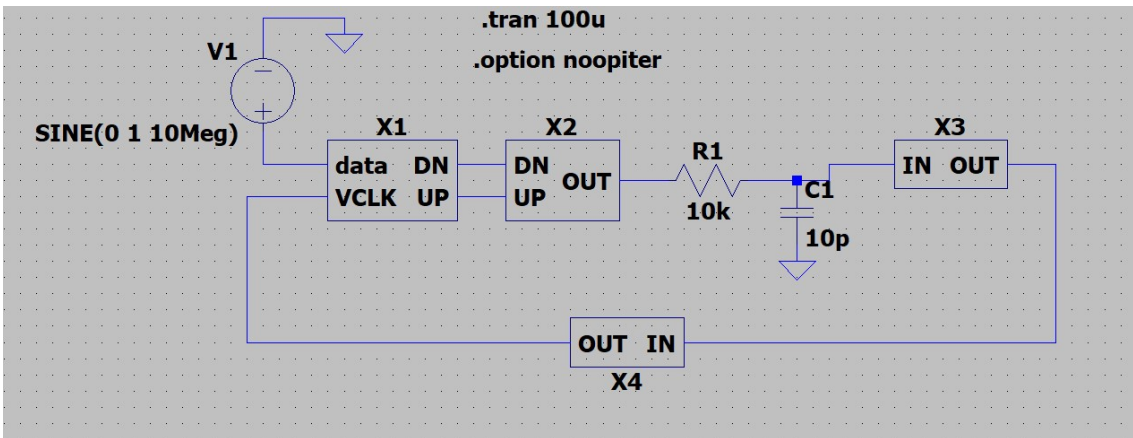 .tran 100u
.option noopiter
V1
SINE(0 1 10Meg)
X1
data DN
VCLK UP
X2
DN
OUT
UP
R1
10k
C1
10p
X3
IN OUT
OUT IN
X4